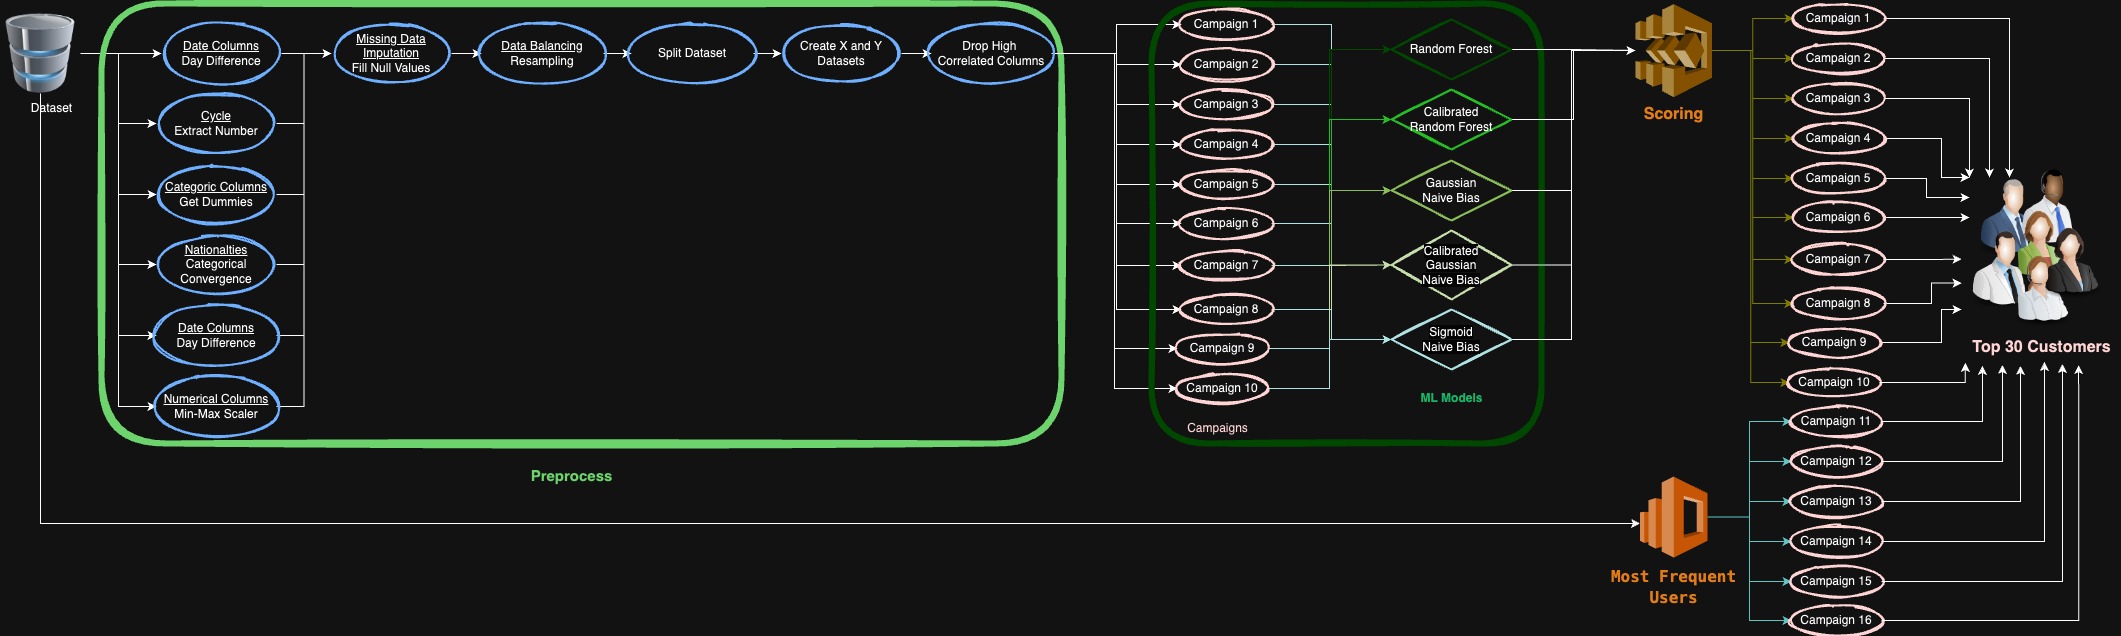 Dataset
Date Columns
Day Difference
Cycle
Extract Number
Categoric Columns
Get Dummies
Nationalties
Categorical
Convergence
Date Columns
Day Difference
Numerical Columns
Min-Max Scaler
Missing Data
Imputation
Fill Null Values
Data Balancing
Resampling
Split Dataset
Create X and Y
Datasets
Drop High
Correlated Columns
Preprocess
Campaign 1
Campaign 2
Campaign 3
Campaign 4
Campaign 5
Campaign 6
Campaign 7
Campaign 8
Campaign 9
Campaign 10
Campaigns
Random Forest
Calibrated
Random Forest
Gaussian
Naive Bias
Calibrated
Gaussian
Naive Bias
Sigmoid
Naive Bias
ML Models
Scoring
Most Frequent
Users
Campaign 1
Campaign 2
Campaign 3
Campaign 4
Campaign 5
Campaign 6
Campaign 7
Campaign 8
Campaign 9
Campaign 10
Campaign 11
Campaign 12
Campaign 13
Campaign 14
Campaign 15
Campaign 16
Top 30 Customers